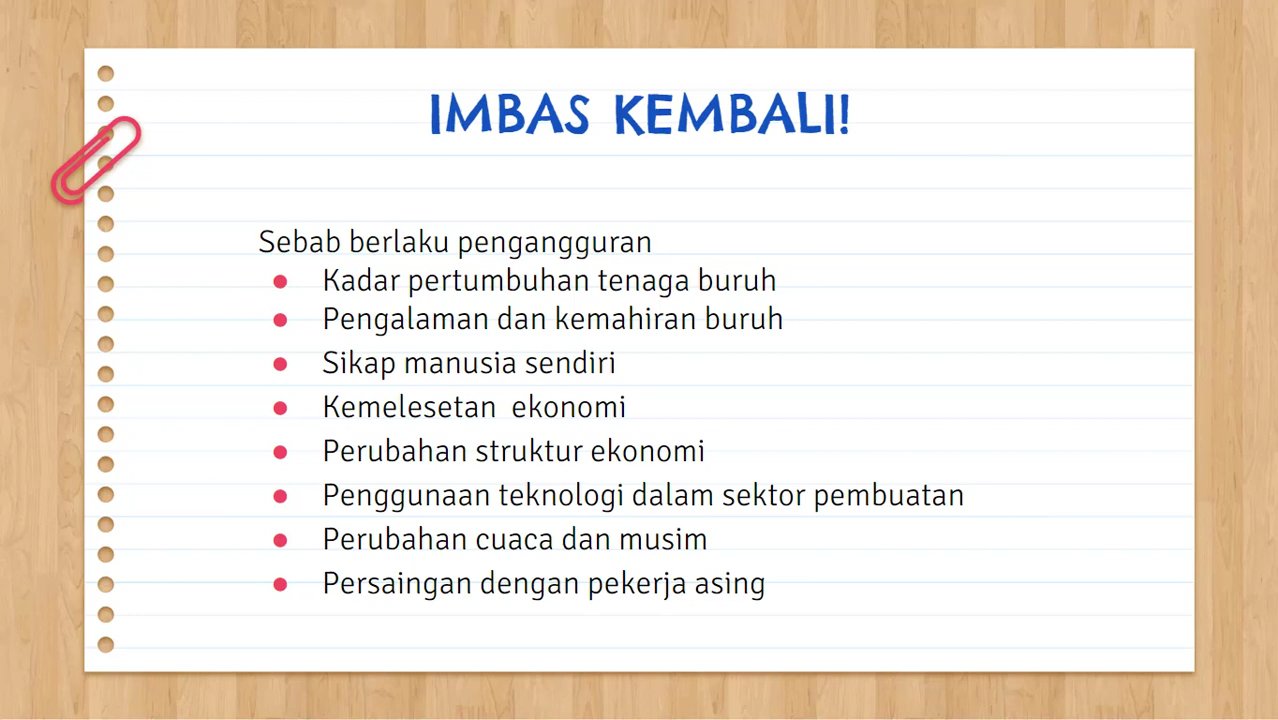 IMBAS KEMBALI!
Sebab berlaku pengangguran
● Kadar pertumbuhan tenaga buruh
● Pengalaman dan kemahiran buruh
● Sikap manusia sendiri
● Kemelesetan ekonomi
● Perubahan struktur ekonomi
● Penggunaan teknologi dalam sektor pembuatan
● Perubahan cuaca dan musim
● Persaingan dengan pekerja asing